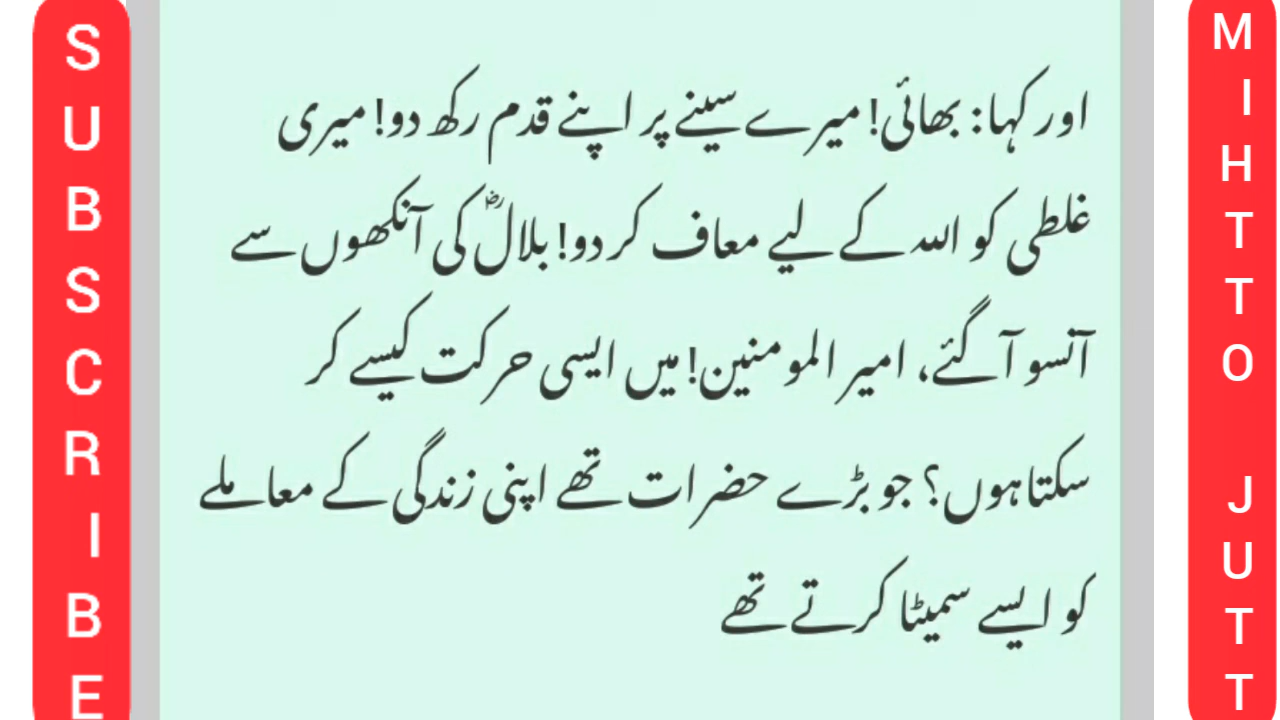 SUBSCRIBE
اور کہا: بھائی! میرے سینے پر اپنے قدم رکھ دو! میری
غلطی کو اللہ کے لیے معاف کر دو! بلالؓ کی آنکھوں سے
آنسو آگئے، امیر المومنین! میں ایسی حرکت کیسے کر
سکتا ہوں؟ جو بڑے حضرات تھے اپنی زندگی کے معاملے
کو ایسے سمیٹا کرتے تھے
MIHTTO JUTT